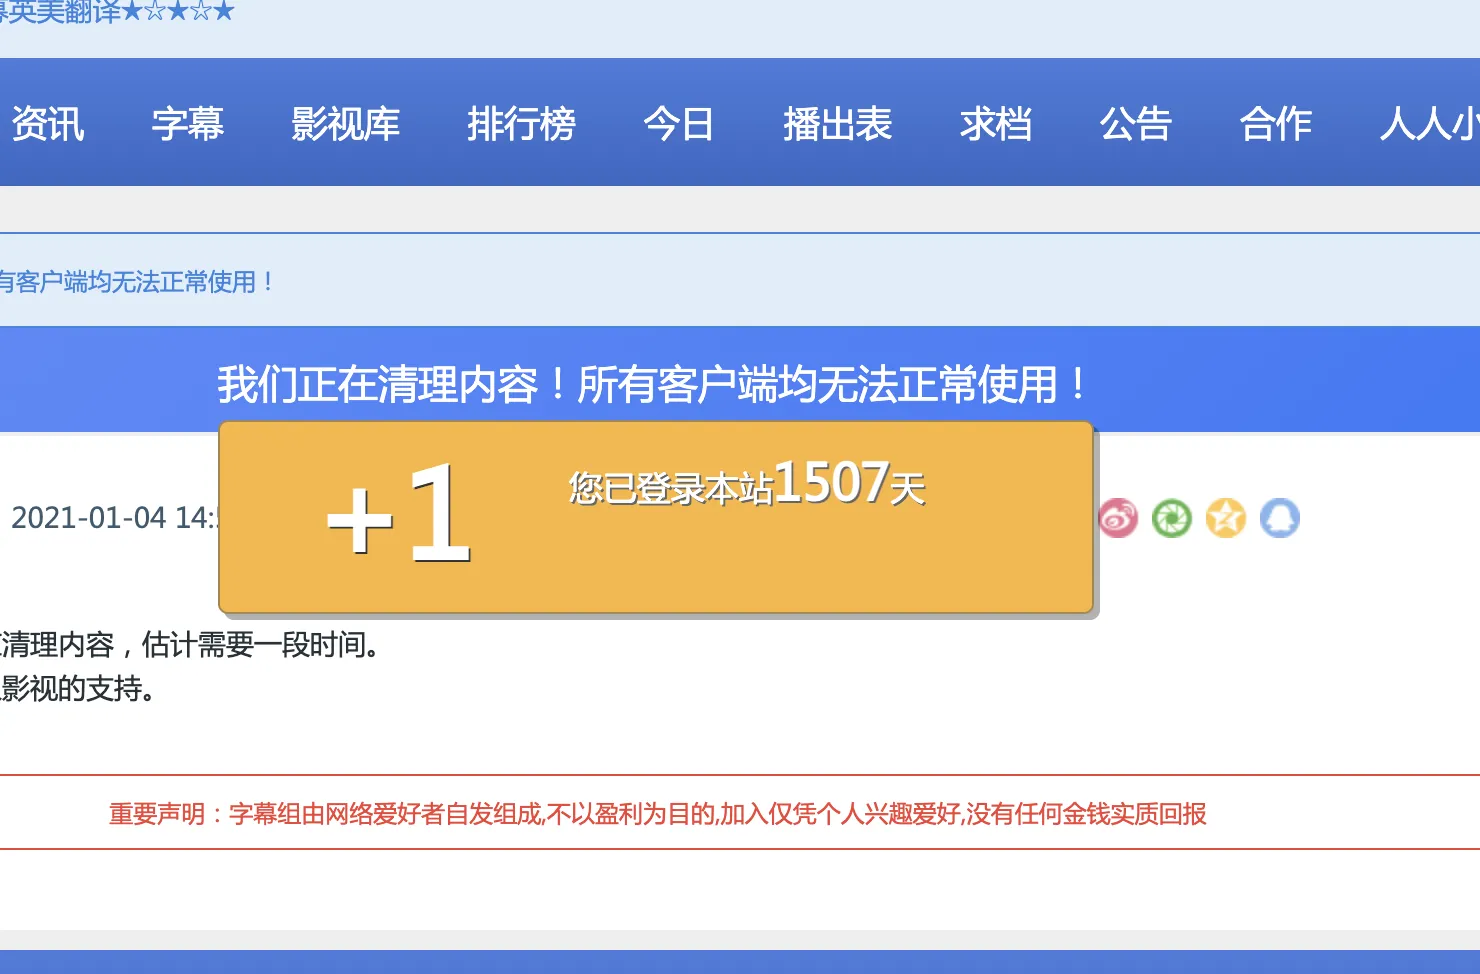 英美翻译★☆★☆★
资讯 字幕 影视库 排行榜 今日 播出表 求档 公告 合作 人人小
有客户端均无法正常使用！
我们正在清理内容！所有客户端均无法正常使用！
+1 您已登录本站1507天
2021-01-04 14:
清理内容，估计需要一段时间。
影视的支持。
重要声明：字幕组由网络爱好者自发组成,不以盈利为目的,加入仅凭个人兴趣爱好,没有任何金钱实质回报